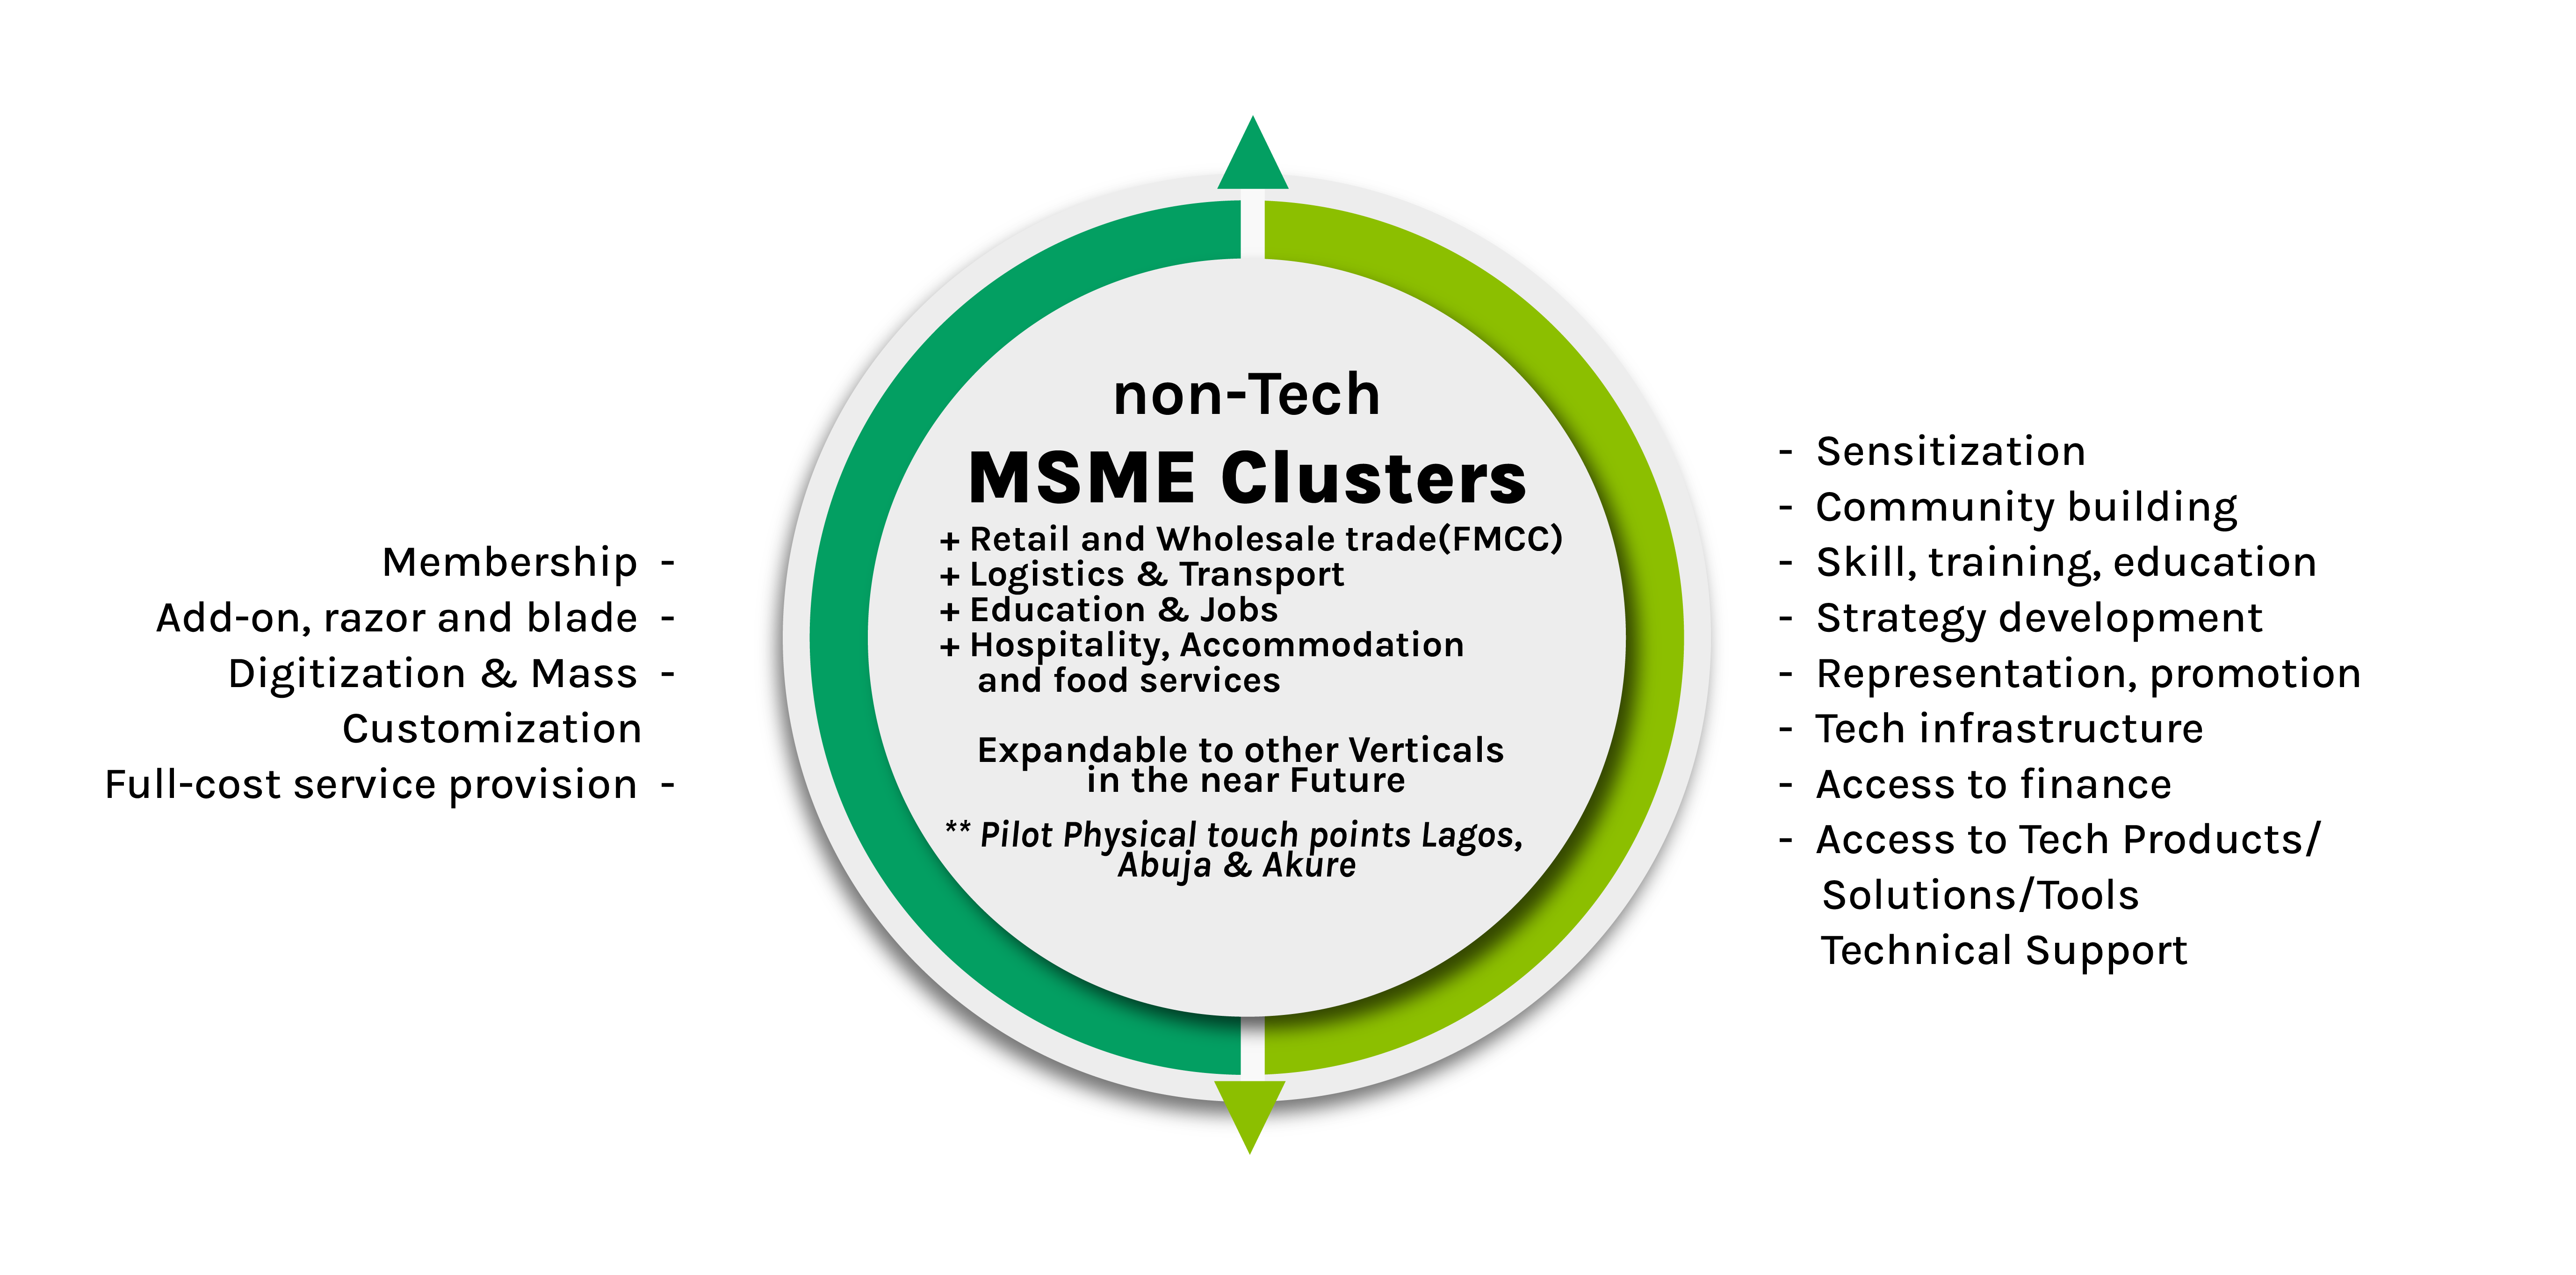 non-Tech
MSME Clusters
+ Retail and Wholesale trade(FMCC)
+ Logistics & Transport
+ Education & Jobs
+ Hospitality, Accommodation
and food services
Expandable to other Verticals
in the near Future
** Pilot Physical touch points Lagos,
Abuja & Akure
Membership -
Add-on, razor and blade -
Digitization & Mass -
Customization
Full-cost service provision -
- Sensitization
- Community building
- Skill, training, education
- Strategy development
- Representation, promotion
- Tech infrastructure
- Access to finance
- Access to Tech Products/
Solutions/Tools
Technical Support